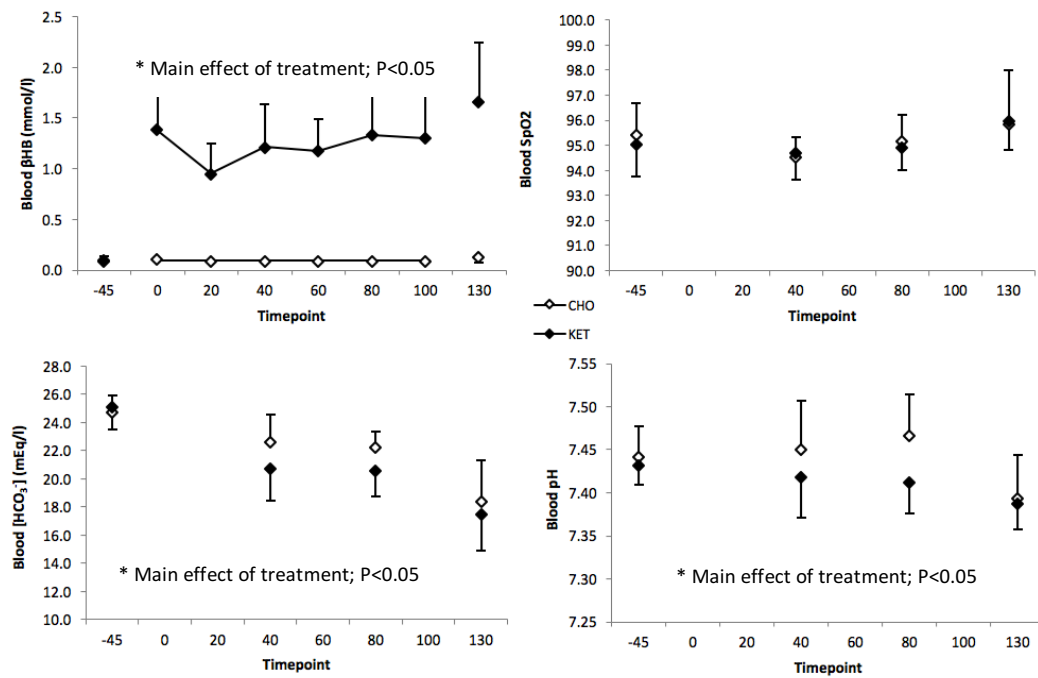 Blood βHB (mmol/l)
2.5
2.0
1.5
1.0
0.5
0.0
* Main effect of treatment; P<0.05
-45 0 20 40 60 80 100 130
Timepoint
Blood SpO2
100.0
99.0
98.0
97.0
96.0
95.0
94.0
93.0
92.0
91.0
90.0
-45 0 20 40 60 80 100 130
Timepoint
CHO
KET
Blood [HCO₃⁻] (mEq/l)
28.0
26.0
24.0
22.0
20.0
18.0
16.0
14.0
12.0
10.0
* Main effect of treatment; P<0.05
-45 0 20 40 60 80 100 130
Timepoint
Blood pH
7.55
7.50
7.45
7.40
7.35
7.30
7.25
* Main effect of treatment; P<0.05
-45 0 20 40 60 80 100 130
Timepoint